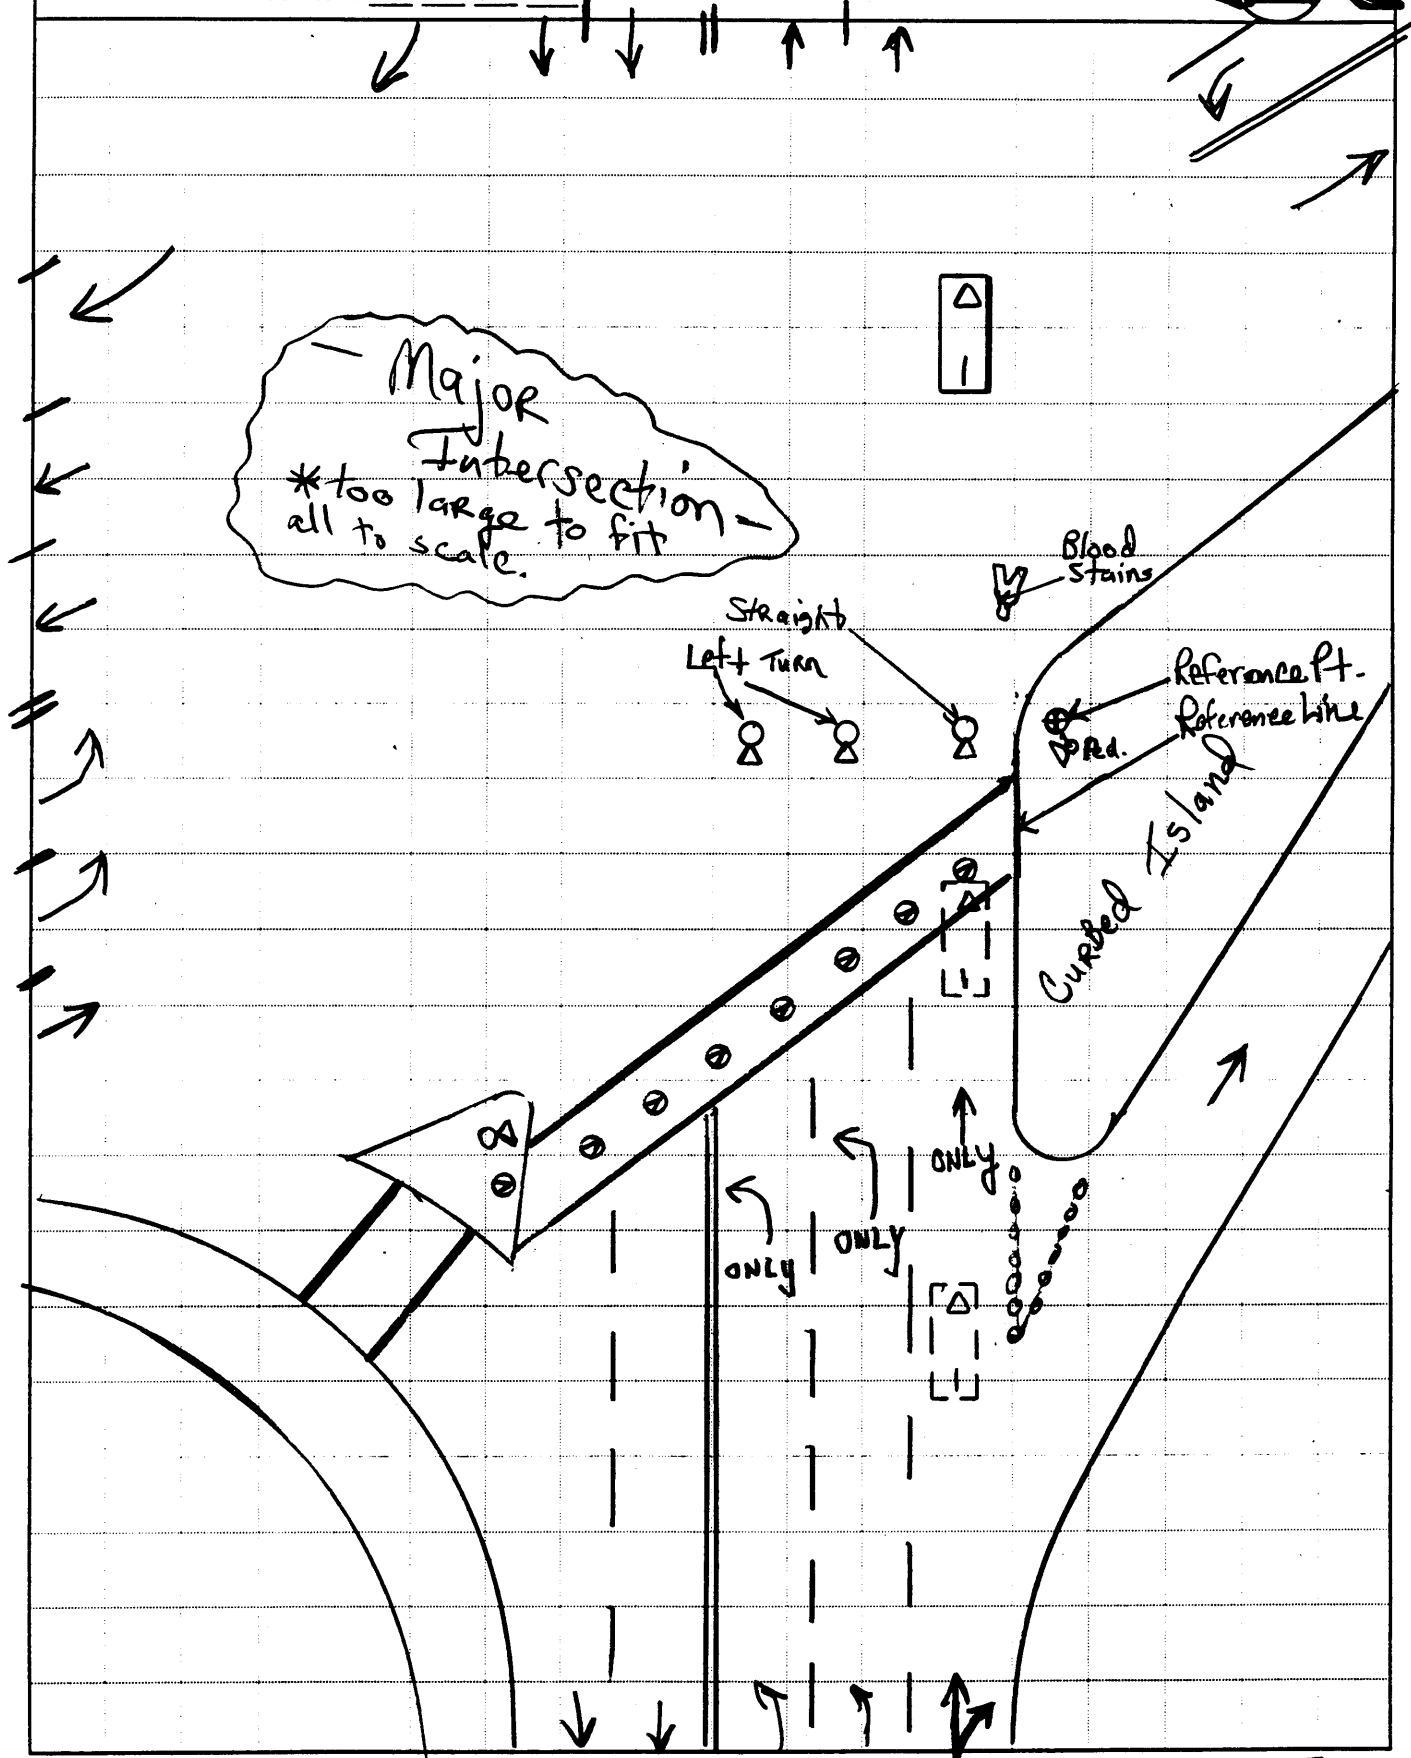 — Major
Intersection —
* too large to fit
all to scale.
Blood
Stains
Straight
Left Turn
Reference Pt.
Reference Line
Ped.
Curbed Island
ONLY
ONLY
ONLY